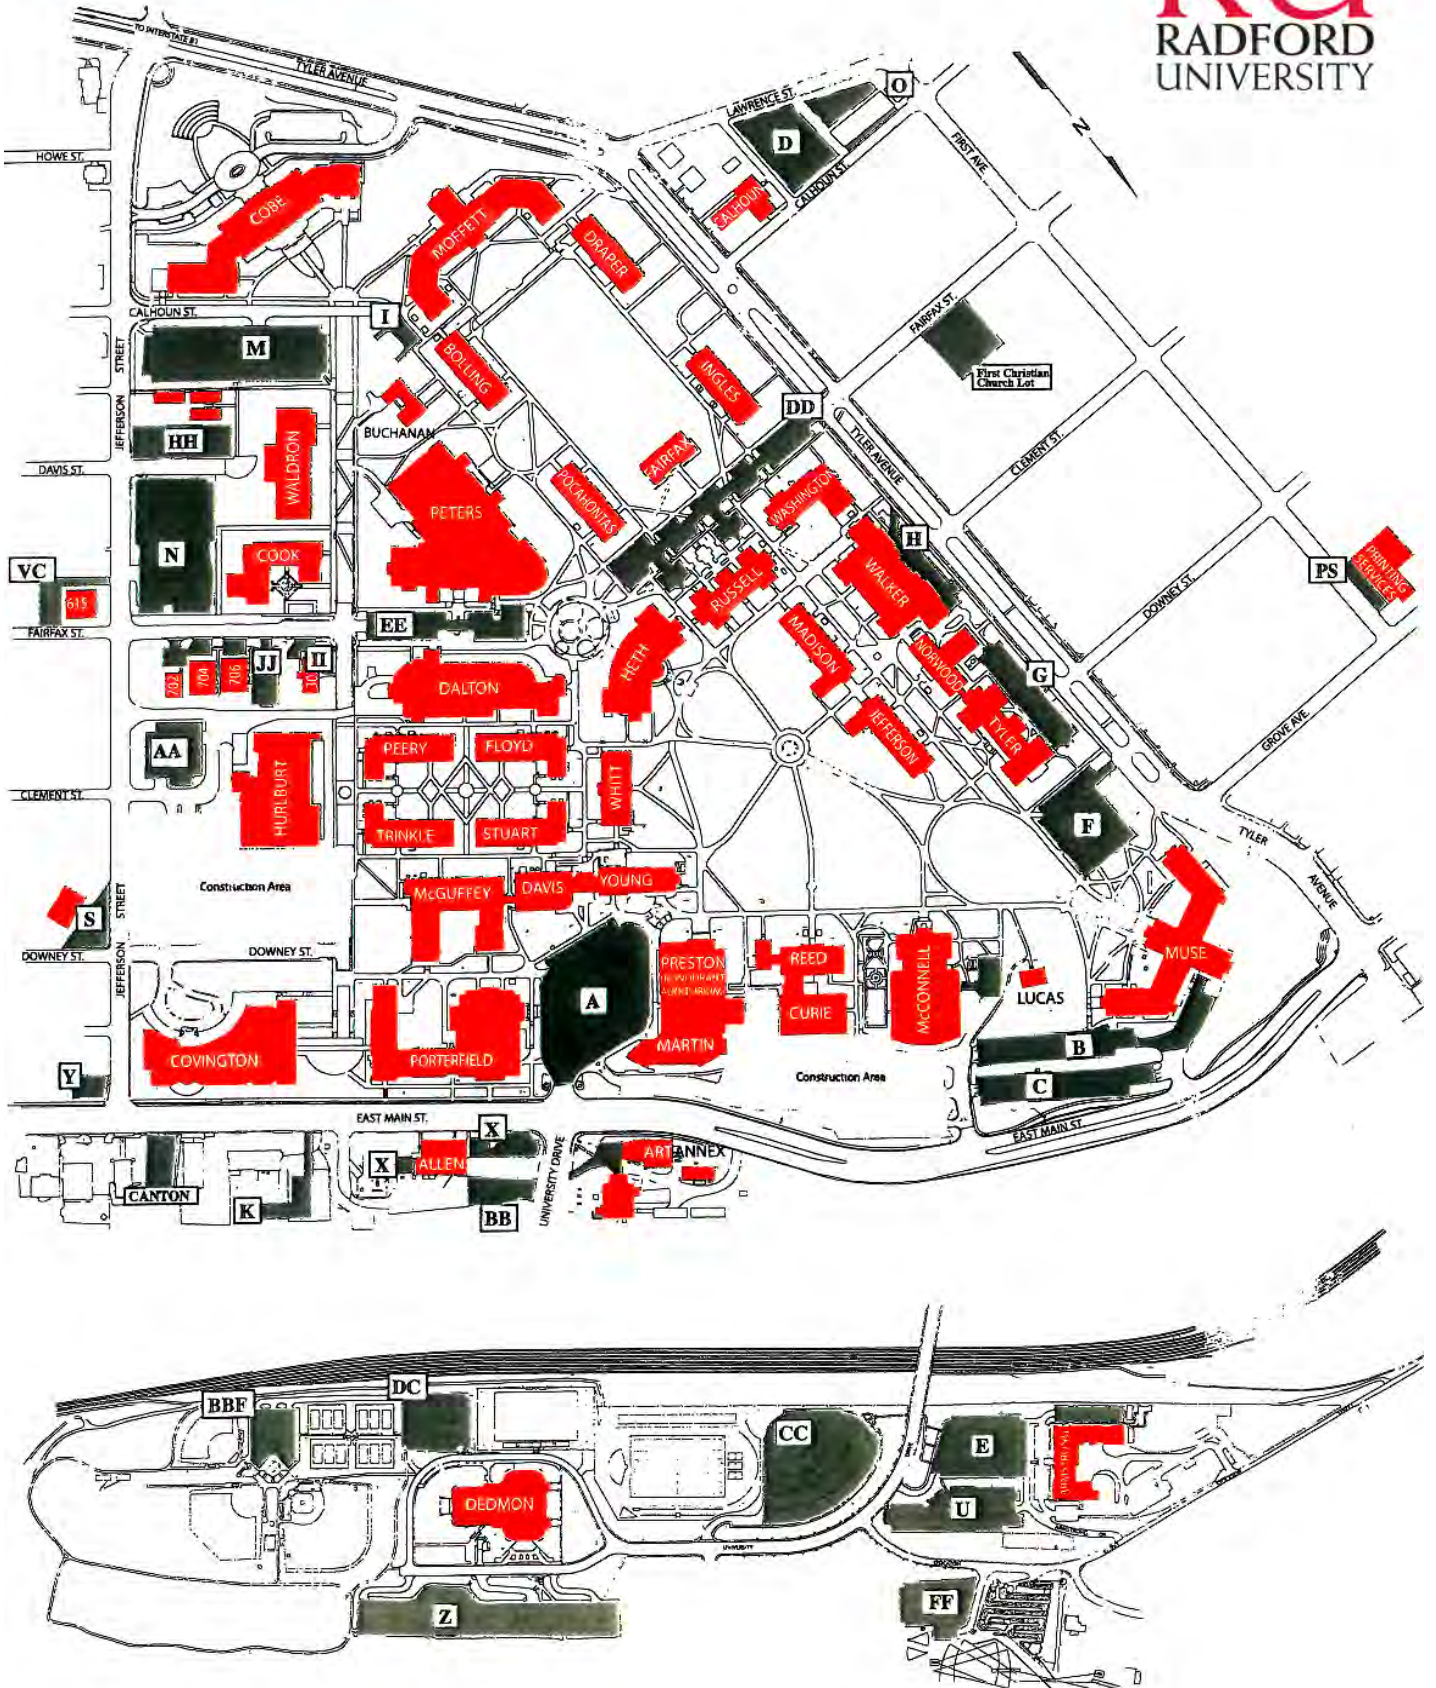 RU
RADFORD
UNIVERSITY
TO INTERSTATE 81
TYLER AVENUE
LAWRENCE ST.
O
D
FIRST AVE
N
HOWE ST.
CALHOUN ST.
CALHOUN
COBE
MOFFETT
DRAPER
CALHOUN ST.
I
FAIRFAX ST.
M
STREET
BOLLING
INGLES
First Christian
Church Lot
JEFFERSON
HH
BUCHANAN
DD
TYLER AVENUE
CLEMENT ST.
DAVIS ST.
WALDRON
FAIRFAX
POCAHONTAS
WASHINGTON
PETERS
H
N
COOK
VC
615
WALKER
RUSSELL
PS
PRINTING
SERVICES
DOWNEY ST.
FAIRFAX ST.
EE
MADISON
HETH
NORWOOD
702
704
706
JJ
II
DALTON
G
JEFFERSON
TYLER
GROVE AVE.
AA
PEERY
FLOYD
WHITT
CLEMENT ST.
HURLBURT
TRINKLE
STUART
F
TYLER
AVENUE
Construction Area
STREET
McGUFFEY
DAVIS
YOUNG
S
DOWNEY ST.
JEFFERSON
DOWNEY ST.
PRESTON
REED
McCONNELL
MUSE
LUCAS
A
CURIE
COVINGTON
PORTERFIELD
MARTIN
B
Y
Construction Area
C
EAST MAIN ST.
EAST MAIN ST.
X
UNIVERSITY DRIVE
X
ALLEN
ART ANNEX
CANTON
K
BB
DC
BBF
CC
E
DEDMON
U
UNIVERSITY
Z
FF